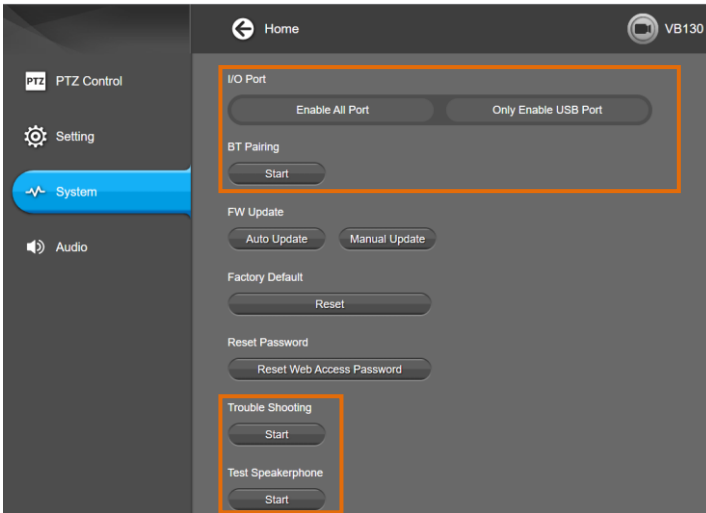 Home
VB130
PTZ PTZ Control
Setting
System
Audio
I/O Port
Enable All Port Only Enable USB Port
BT Pairing
Start
FW Update
Auto Update Manual Update
Factory Default
Reset
Reset Password
Reset Web Access Password
Trouble Shooting
Start
Test Speakerphone
Start